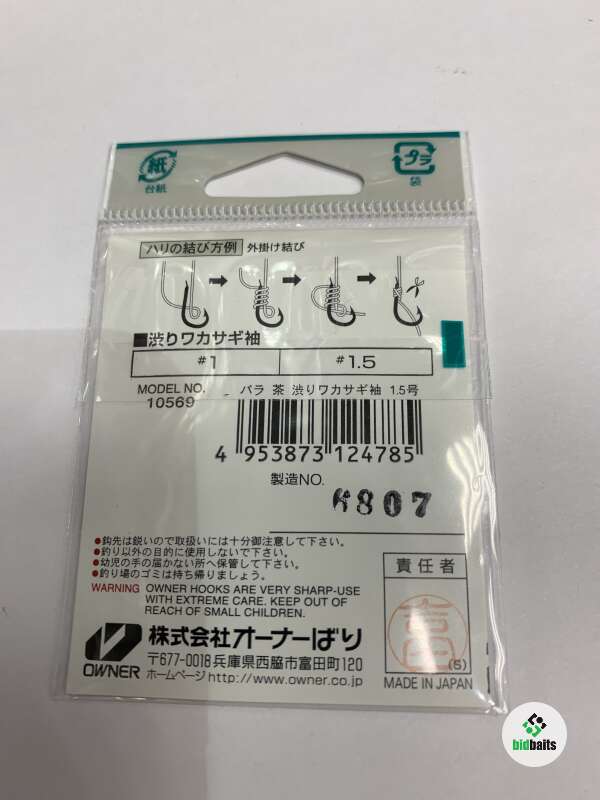 紙
台紙
プラ
袋
ハリの結び方例 外掛け結び
渋りワカサギ袖
#1 #1.5
MODEL NO. バラ 茶 渋りワカサギ袖 1.5号
10569
4 953873 124785
製造NO.
K807
●鈎先は鋭いので取扱いには十分御注意して下さい。
●釣り以外の目的に使用しないで下さい。
●幼児の手の届かない所へ保管して下さい。
●釣り場のゴミは持ち帰りましょう。
WARNING OWNER HOOKS ARE VERY SHARP-USE
WITH EXTREME CARE. KEEP OUT OF
REACH OF SMALL CHILDREN.
責任者
(S)
MADE IN JAPAN
OWNER
株式会社オーナーばり
〒677-0018 兵庫県西脇市富田町120
ホームページ http://www.owner.co.jp
bidbaits